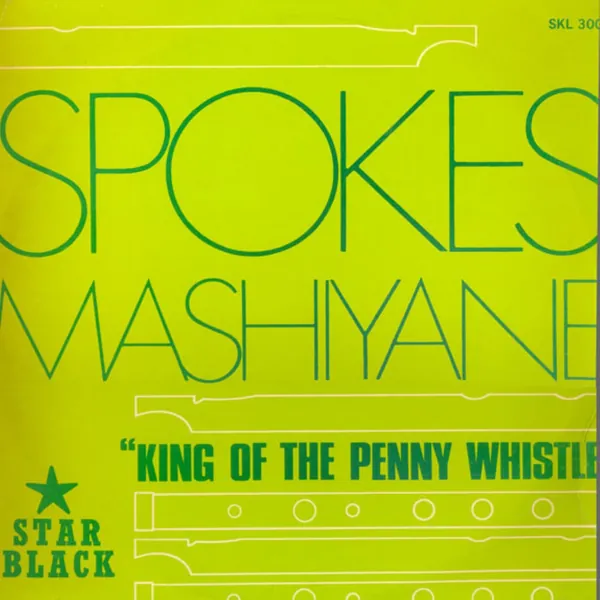 SKL 300
SPOKES
MASHIYANE
"KING OF THE PENNY WHISTLE
STAR
BLACK